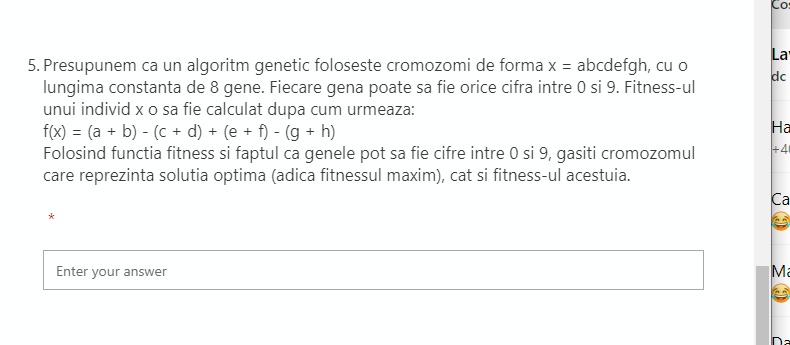 Cos
5. Presupunem ca un algoritm genetic foloseste cromozomi de forma x = abcdefgh, cu o
lungima constanta de 8 gene. Fiecare gena poate sa fie orice cifra intre 0 si 9. Fitness-ul
unui individ x o sa fie calculat dupa cum urmeaza:
f(x) = (a + b) - (c + d) + (e + f) - (g + h)
Folosind functia fitness si faptul ca genele pot sa fie cifre intre 0 si 9, gasiti cromozomul
care reprezinta solutia optima (adica fitnessul maxim), cat si fitness-ul acestuia.
*
Enter your answer
La
dc
Ha
+4
Ca
Ma
Da